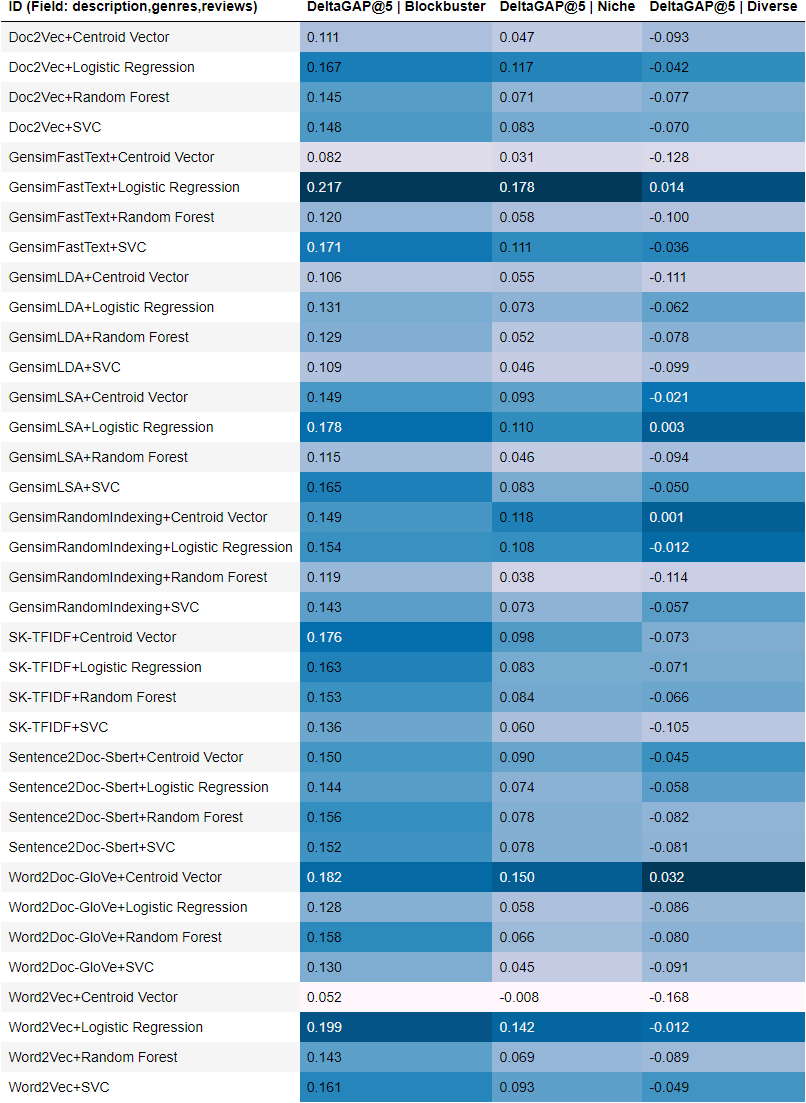 ID (Field: description,genres,reviews) DeltaGAP@5 | Blockbuster DeltaGAP@5 | Niche DeltaGAP@5 | Diverse
Doc2Vec+Centroid Vector 0.111 0.047 -0.093
Doc2Vec+Logistic Regression 0.167 0.117 -0.042
Doc2Vec+Random Forest 0.145 0.071 -0.077
Doc2Vec+SVC 0.148 0.083 -0.070
GensimFastText+Centroid Vector 0.082 0.031 -0.128
GensimFastText+Logistic Regression 0.217 0.178 0.014
GensimFastText+Random Forest 0.120 0.058 -0.100
GensimFastText+SVC 0.171 0.111 -0.036
GensimLDA+Centroid Vector 0.106 0.055 -0.111
GensimLDA+Logistic Regression 0.131 0.073 -0.062
GensimLDA+Random Forest 0.129 0.052 -0.078
GensimLDA+SVC 0.109 0.046 -0.099
GensimLSA+Centroid Vector 0.149 0.093 -0.021
GensimLSA+Logistic Regression 0.178 0.110 0.003
GensimLSA+Random Forest 0.115 0.046 -0.094
GensimLSA+SVC 0.165 0.083 -0.050
GensimRandomIndexing+Centroid Vector 0.149 0.118 0.001
GensimRandomIndexing+Logistic Regression 0.154 0.108 -0.012
GensimRandomIndexing+Random Forest 0.119 0.038 -0.114
GensimRandomIndexing+SVC 0.143 0.073 -0.057
SK-TFIDF+Centroid Vector 0.176 0.098 -0.073
SK-TFIDF+Logistic Regression 0.163 0.083 -0.071
SK-TFIDF+Random Forest 0.153 0.084 -0.066
SK-TFIDF+SVC 0.136 0.060 -0.105
Sentence2Doc-Sbert+Centroid Vector 0.150 0.090 -0.045
Sentence2Doc-Sbert+Logistic Regression 0.144 0.074 -0.058
Sentence2Doc-Sbert+Random Forest 0.156 0.078 -0.082
Sentence2Doc-Sbert+SVC 0.152 0.078 -0.081
Word2Doc-GloVe+Centroid Vector 0.182 0.150 0.032
Word2Doc-GloVe+Logistic Regression 0.128 0.058 -0.086
Word2Doc-GloVe+Random Forest 0.158 0.066 -0.080
Word2Doc-GloVe+SVC 0.130 0.045 -0.091
Word2Vec+Centroid Vector 0.052 -0.008 -0.168
Word2Vec+Logistic Regression 0.199 0.142 -0.012
Word2Vec+Random Forest 0.143 0.069 -0.089
Word2Vec+SVC 0.161 0.093 -0.049